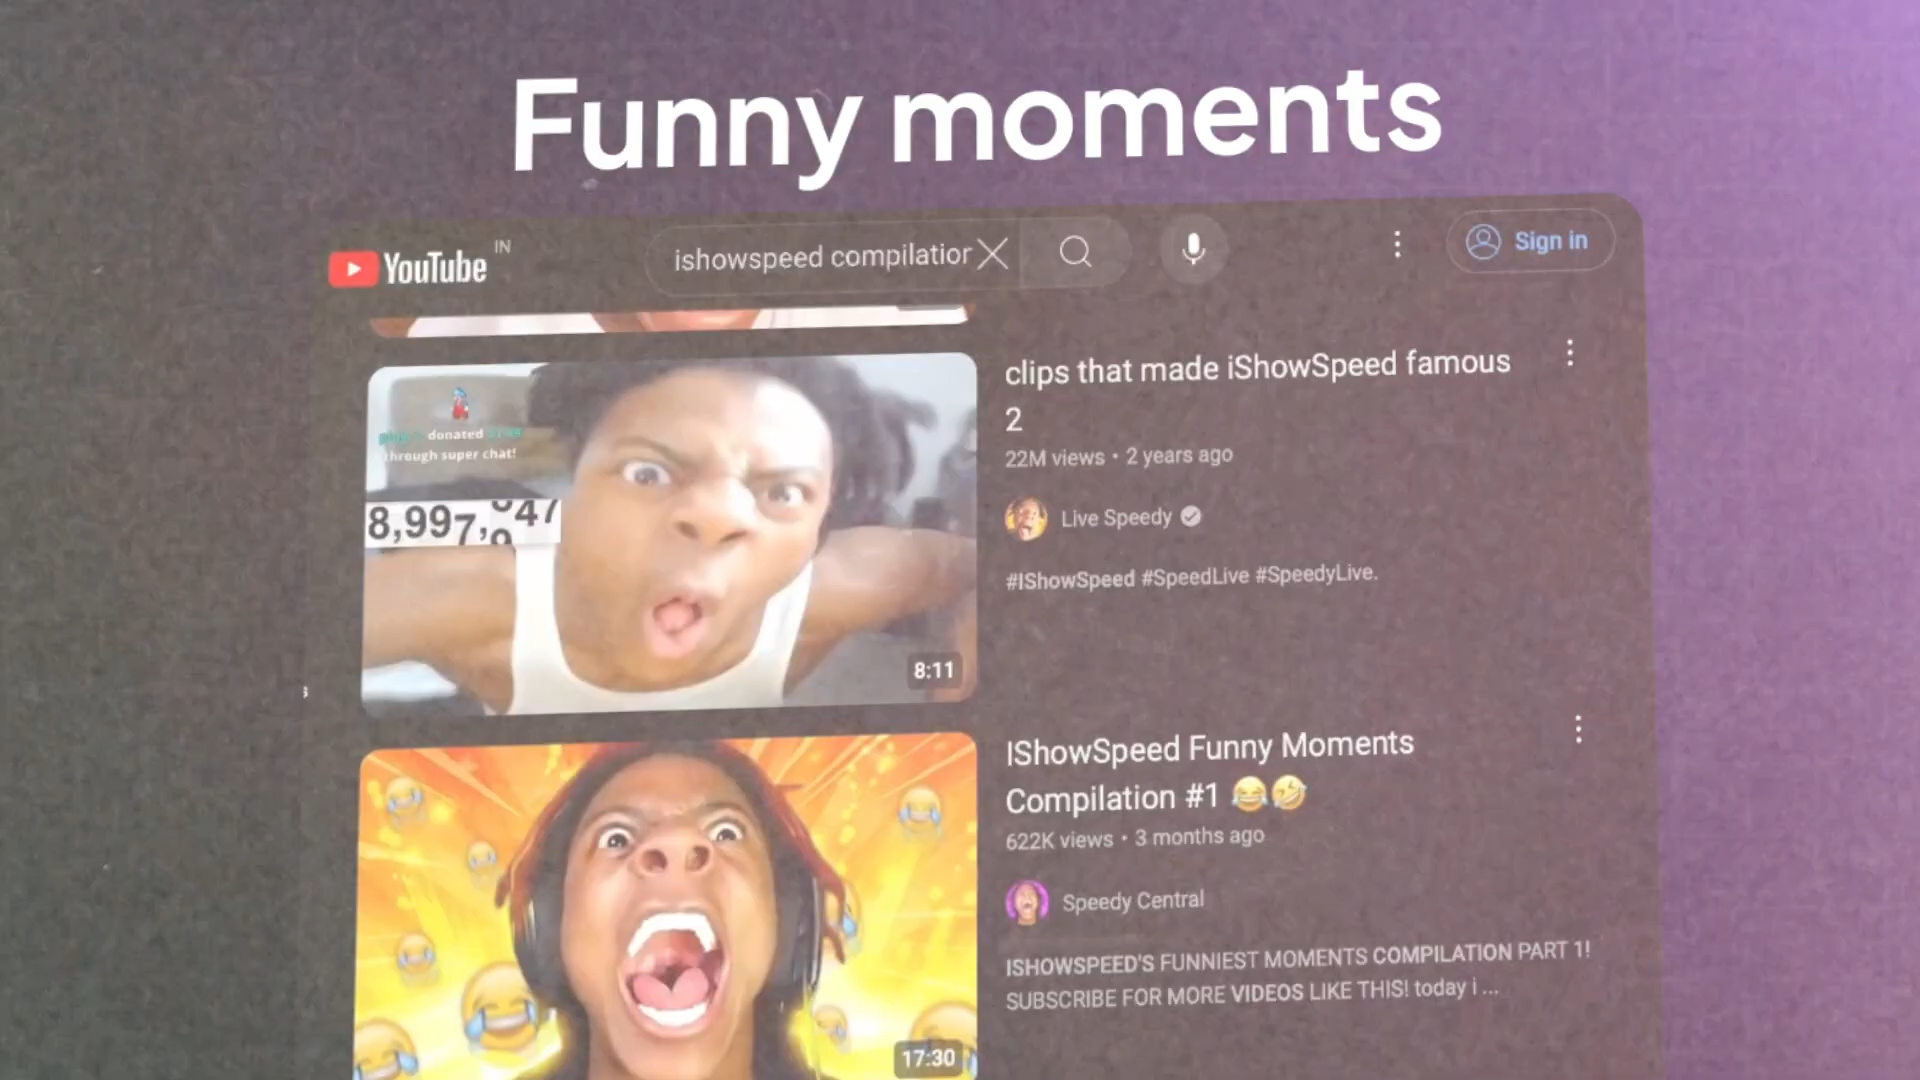 Funny moments
YouTube IN
ishowspeed compilation
Sign in
clips that made iShowSpeed famous
2
22M views • 2 years ago
donated
through super chat!
8,997, 47
Live Speedy
#IShowSpeed #SpeedLive #SpeedyLive.
8:11
IShowSpeed Funny Moments
Compilation #1 😂🤣
622K views • 3 months ago
Speedy Central
ISHOWSPEED'S FUNNIEST MOMENTS COMPILATION PART 1!
SUBSCRIBE FOR MORE VIDEOS LIKE THIS! today i ...
17:30